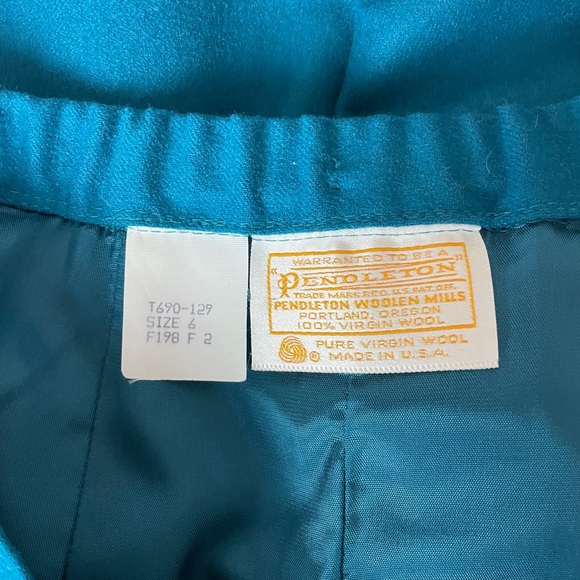 T690-129
SIZE 6
F198 F 2
WARRANTED TO BE A
"PENDLETON"
TRADE MARK REG. U.S. PAT. OFF.
PENDLETON WOOLEN MILLS
PORTLAND, OREGON
100% VIRGIN WOOL
® PURE VIRGIN WOOL
MADE IN U.S.A.